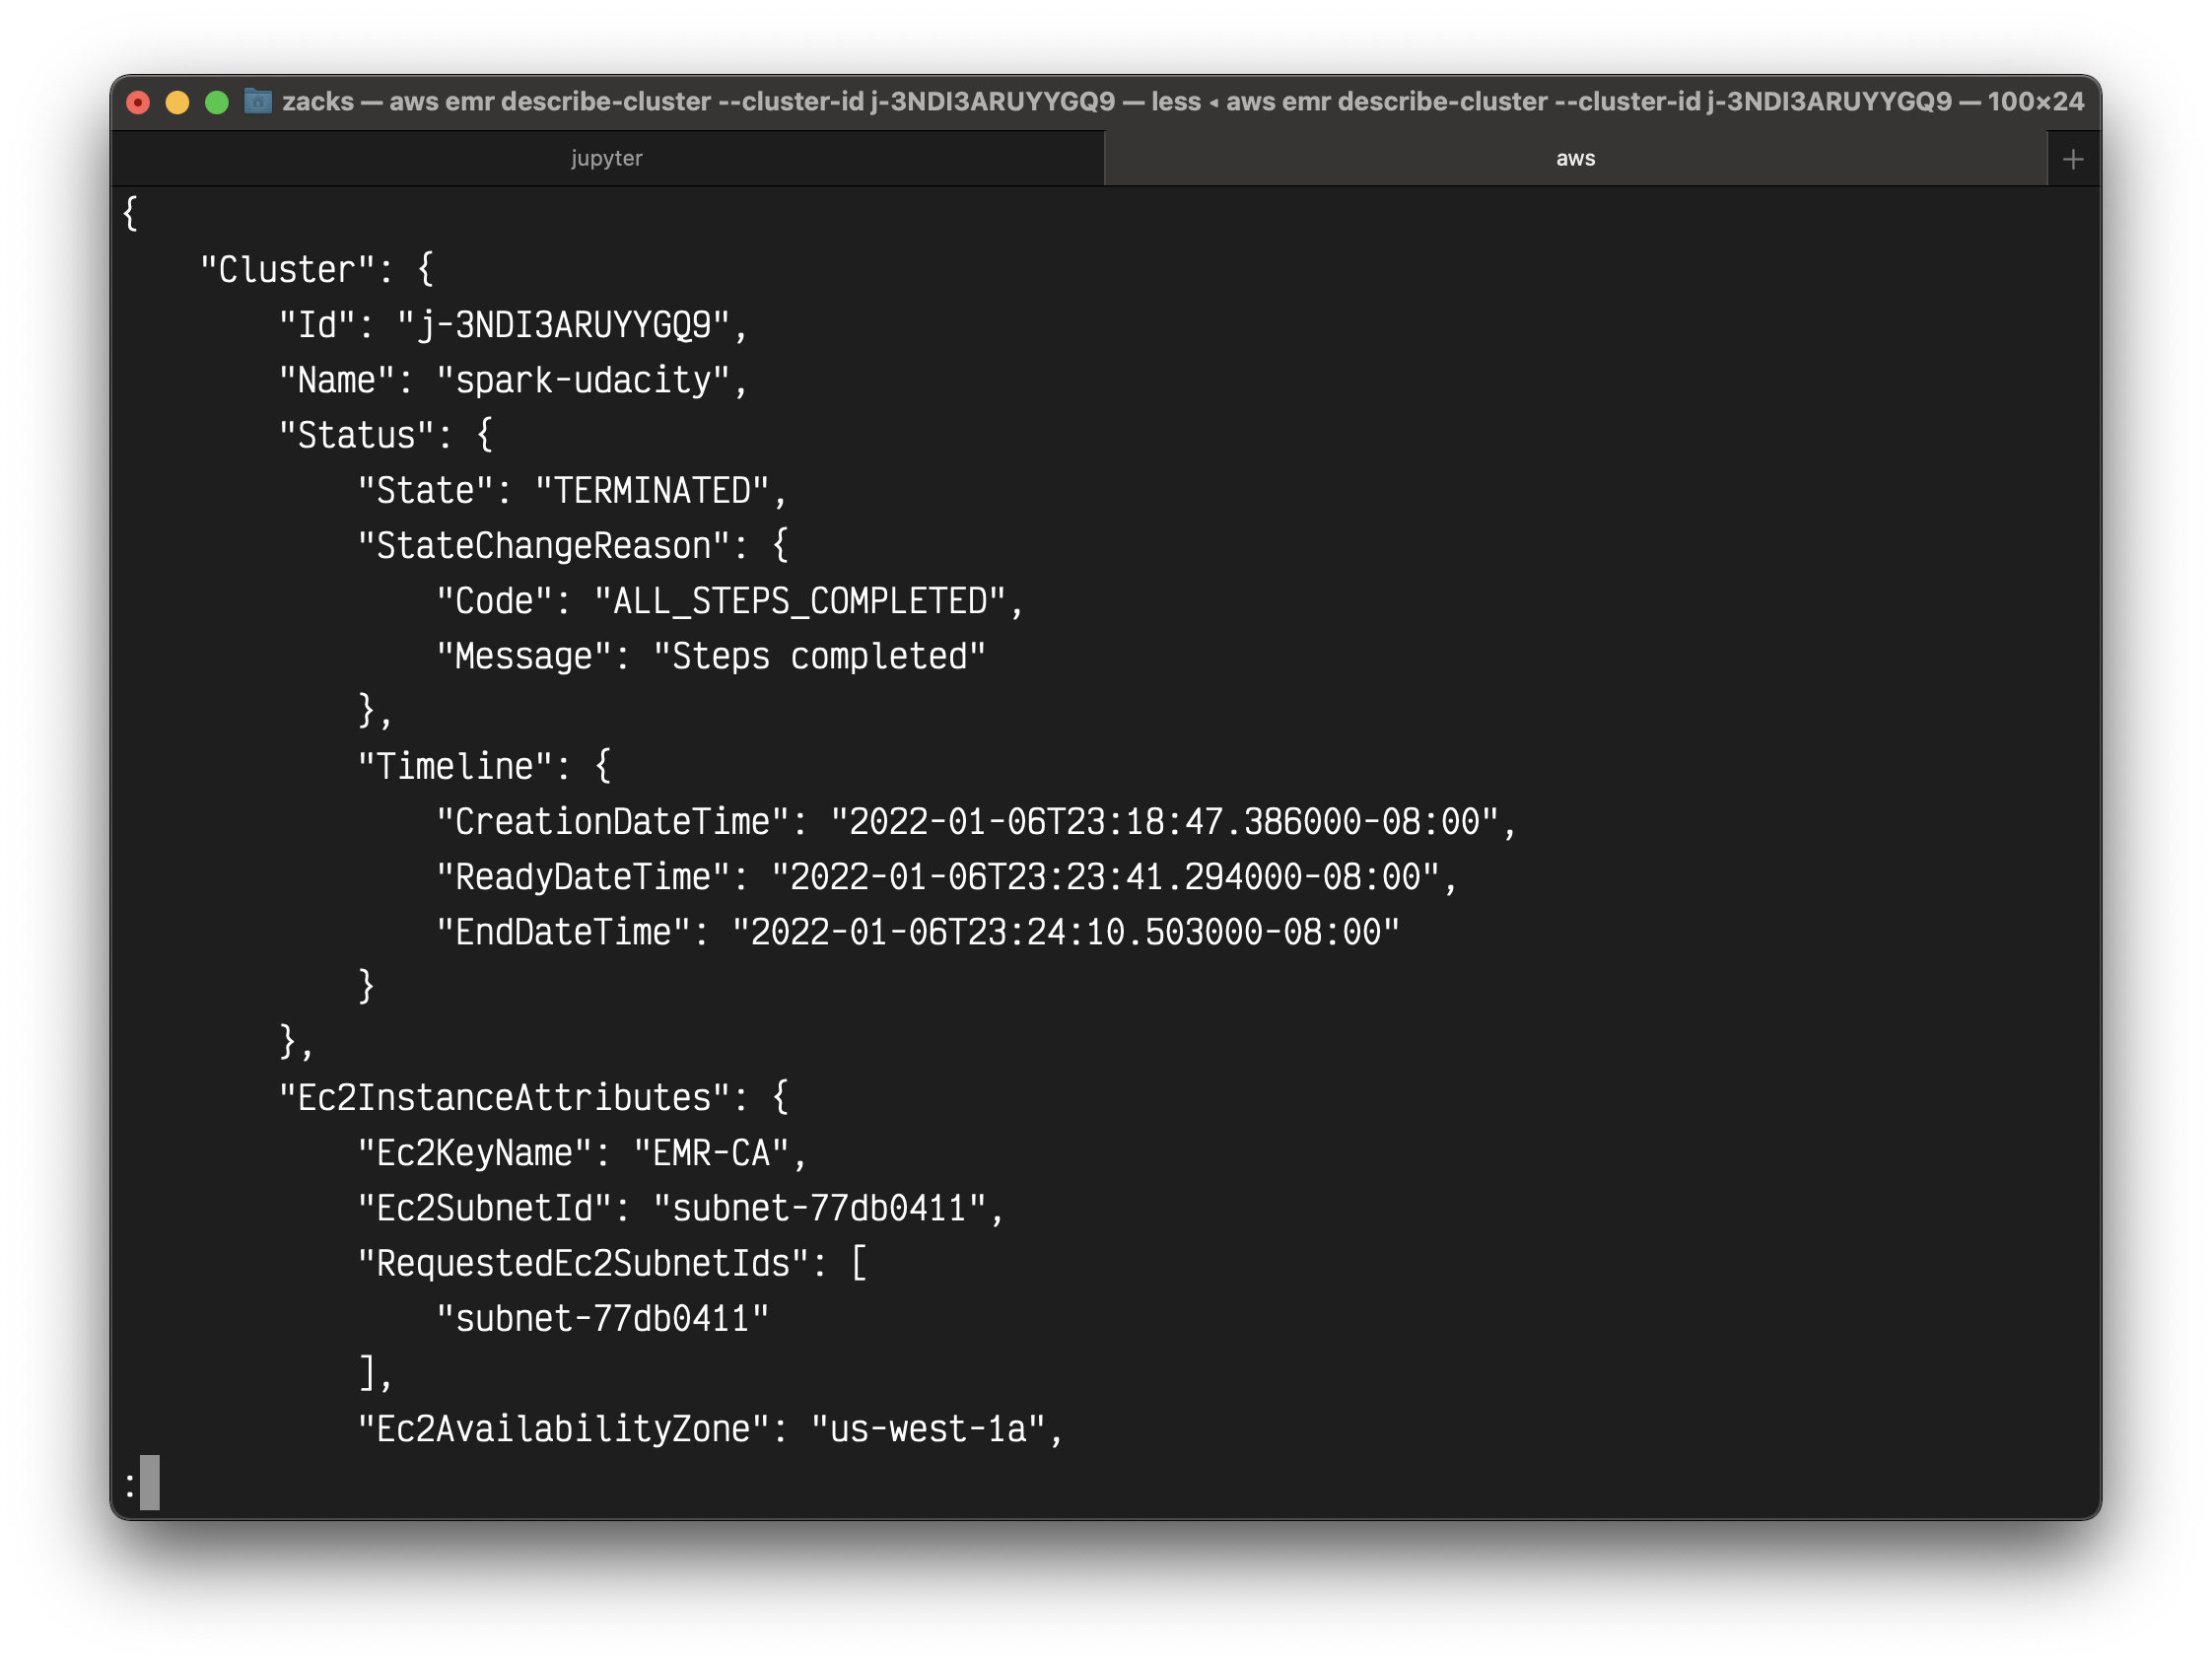 zacks — aws emr describe-cluster --cluster-id j-3NDI3ARUYYGQ9 — less ◂ aws emr describe-cluster --cluster-id j-3NDI3ARUYYGQ9 — 100×24
jupyter aws +
{
    "Cluster": {
        "Id": "j-3NDI3ARUYYGQ9",
        "Name": "spark-udacity",
        "Status": {
            "State": "TERMINATED",
            "StateChangeReason": {
                "Code": "ALL_STEPS_COMPLETED",
                "Message": "Steps completed"
            },
            "Timeline": {
                "CreationDateTime": "2022-01-06T23:18:47.386000-08:00",
                "ReadyDateTime": "2022-01-06T23:23:41.294000-08:00",
                "EndDateTime": "2022-01-06T23:24:10.503000-08:00"
            }
        },
        "Ec2InstanceAttributes": {
            "Ec2KeyName": "EMR-CA",
            "Ec2SubnetId": "subnet-77db0411",
            "RequestedEc2SubnetIds": [
                "subnet-77db0411"
            ],
            "Ec2AvailabilityZone": "us-west-1a",
: